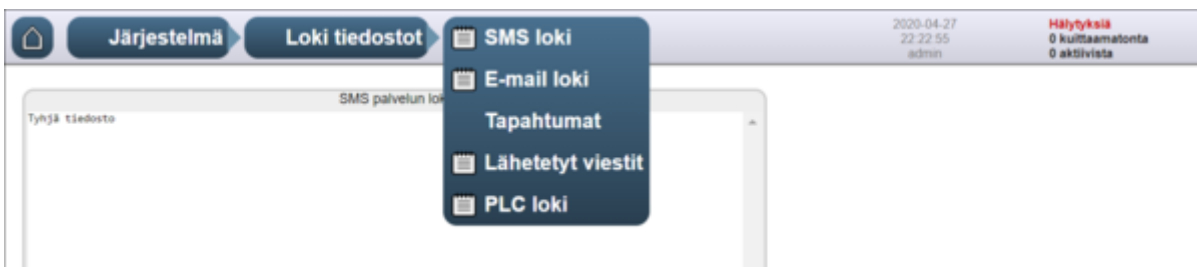 Järjestelmä
Loki tiedostot
SMS loki
E-mail loki
Tapahtumat
Lähetetyt viestit
PLC loki
2020-04-27
22:22:55
admin
Hälytyksiä
0 kuittaamatonta
0 aktiivista
SMS palvelun
Tyhjä tiedosto